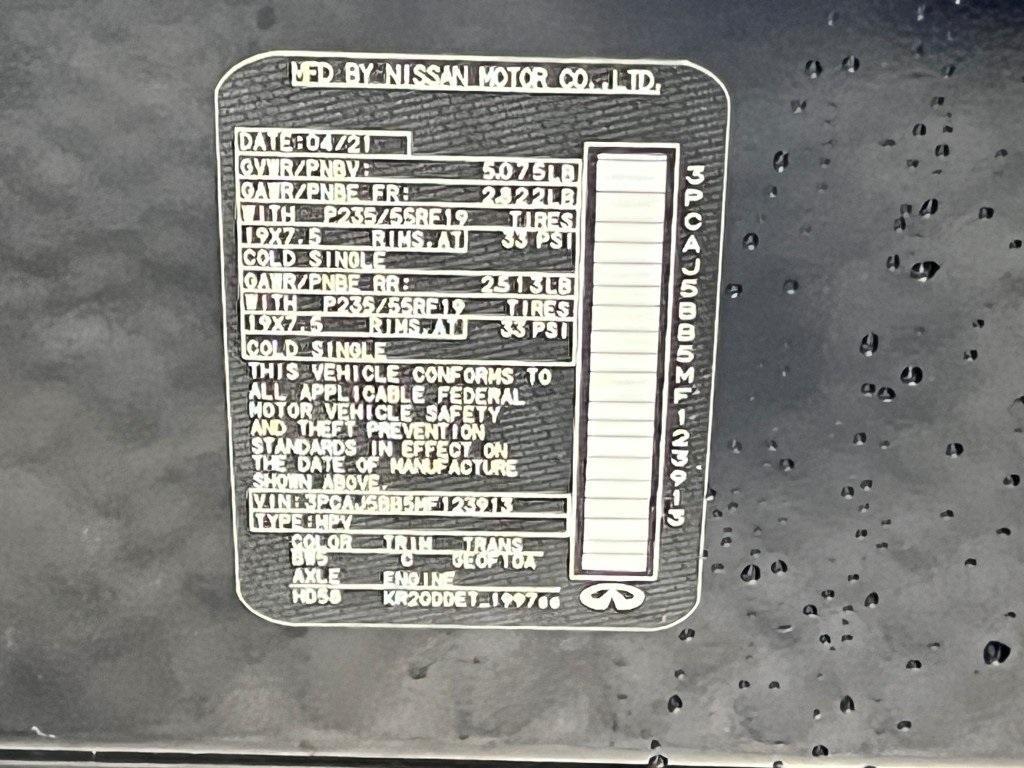 MFD BY NISSAN MOTOR CO.,LTD.
DATE:04/21
GVWR/PNBV: 5075LB
GAWR/PNBE FR: 2822LB
WITH P235/55RF19 TIRES
19X7.5 RIMS.AT 33 PSI
COLD SINGLE
GAWR/PNBE RR: 2513LB
WITH P235/55RF19 TIRES
19X7.5 RIMS.AT 33 PSI
COLD SINGLE
THIS VEHICLE CONFORMS TO
ALL APPLICABLE FEDERAL
MOTOR VEHICLE SAFETY
AND THEFT PREVENTION
STANDARDS IN EFFECT ON
THE DATE OF MANUFACTURE
SHOWN ABOVE.
VIN:3PCAJ5BB5MF123913
TYPE:MPV
COLOR TRIM TRANS
C
AXLE ENGINE
KR20DDET 1997cc
3PCAJ5BB5MF123913